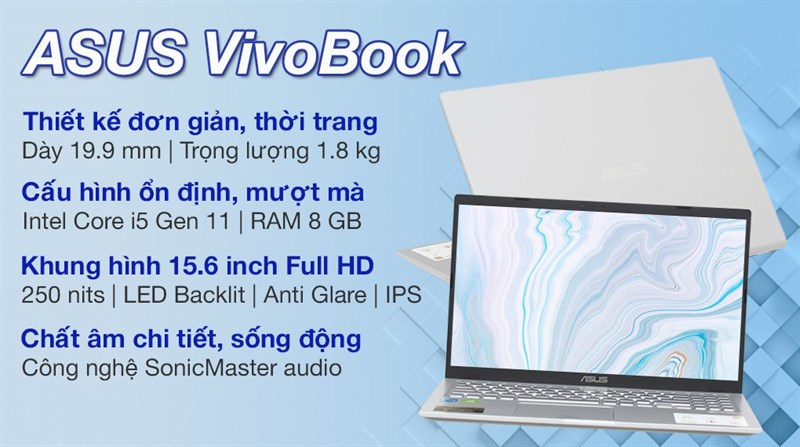 ASUS VivoBook
Thiết kế đơn giản, thời trang
Dày 19.9 mm | Trọng lượng 1.8 kg
Cấu hình ổn định, mượt mà
Intel Core i5 Gen 11 | RAM 8 GB
Khung hình 15.6 inch Full HD
250 nits | LED Backlit | Anti Glare | IPS
Chất âm chi tiết, sống động
Công nghệ SonicMaster audio
ASUS
ASUS